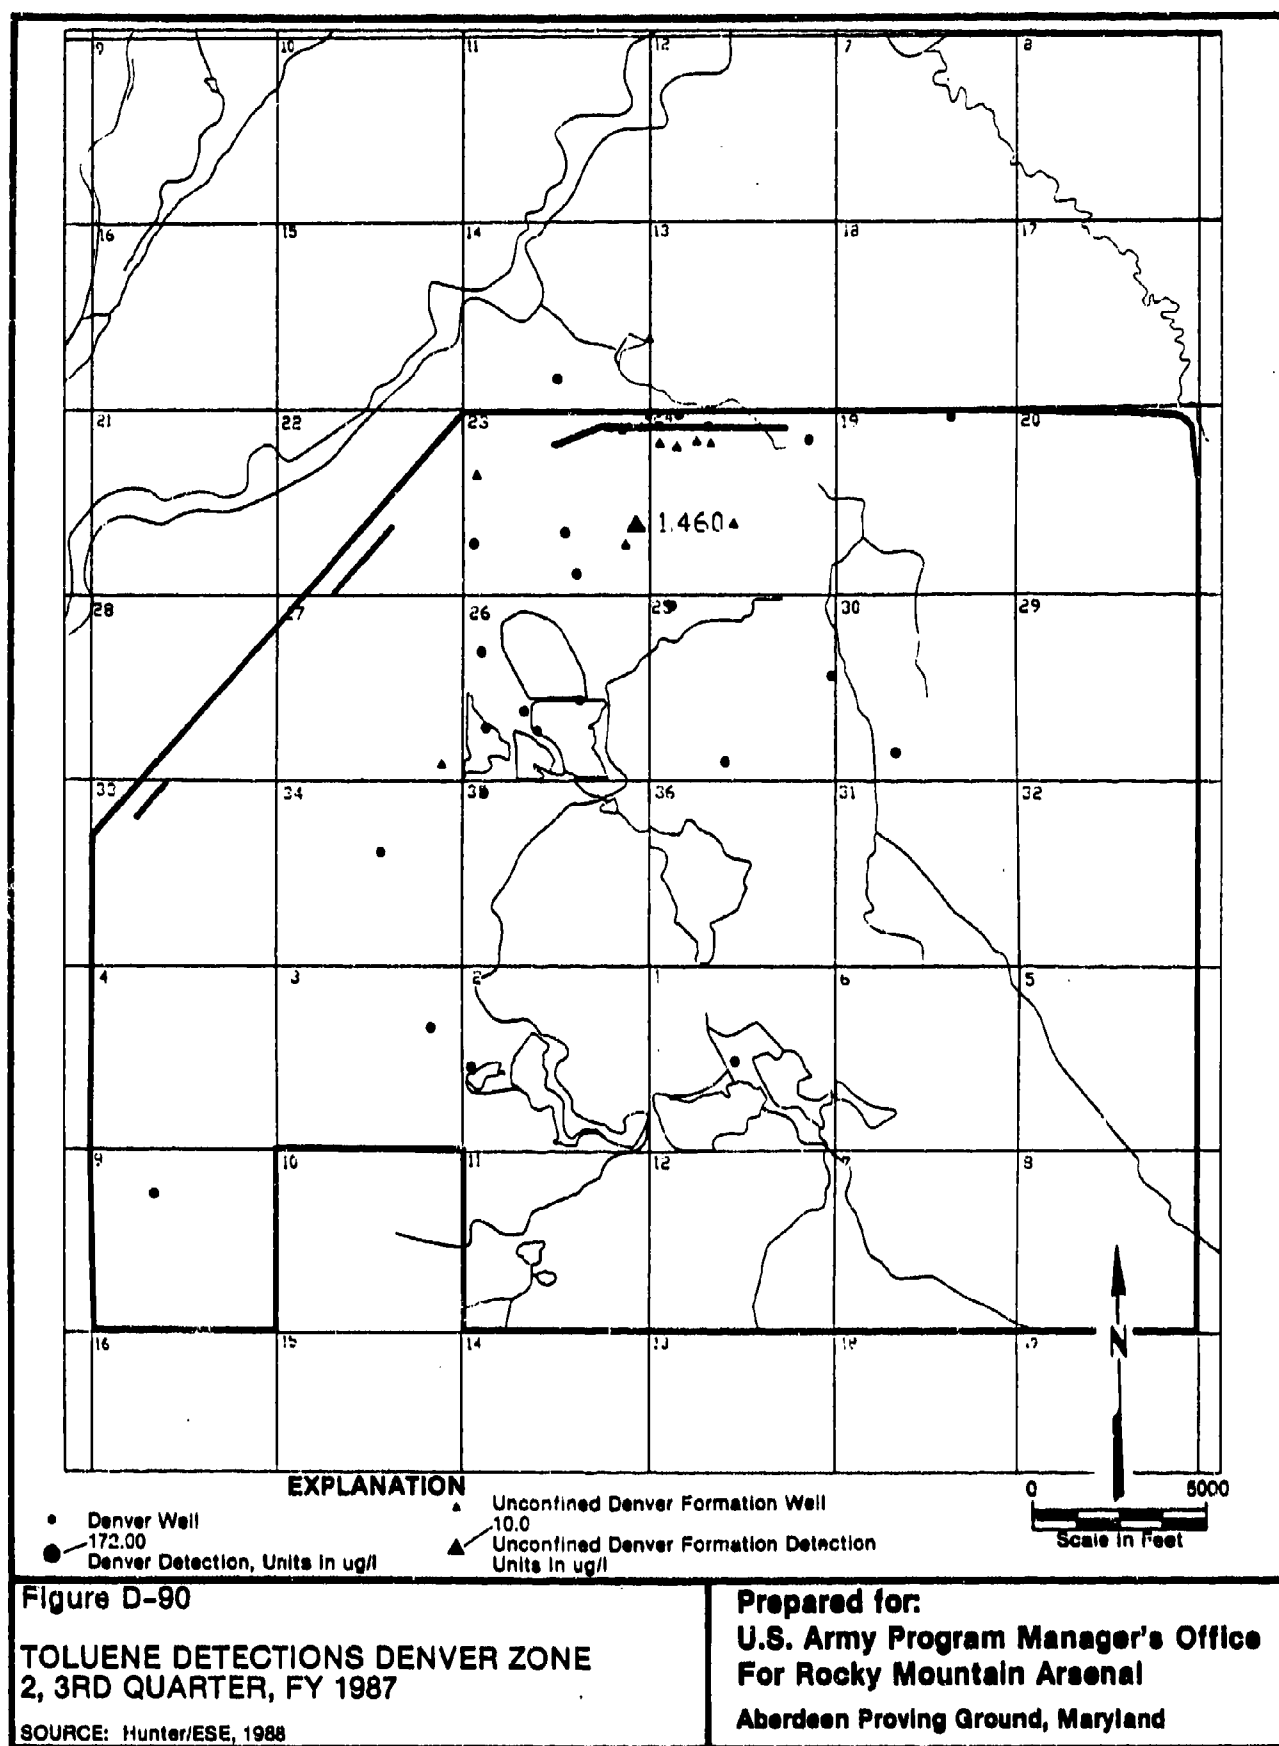 9 10 11 12 7 8
16 15 14 13 18 17
21 22 23 24 19 20
1.460
28 27 26 25 30 29
33 34 35 36 31 32
4 3 2 1 6 5
9 10 11 12 7 8
16 15 14 13 18
N
EXPLANATION
Denver Well
172.00
Denver Detection, Units in ug/l
Unconfined Denver Formation Well
10.0
Unconfined Denver Formation Detection
Units in ug/l
0 5000
Scale in Feet
Figure D-90
TOLUENE DETECTIONS DENVER ZONE
2, 3RD QUARTER, FY 1987
SOURCE: Hunter/ESE, 1988
Prepared for:
U.S. Army Program Manager's Office
For Rocky Mountain Arsenal
Aberdeen Proving Ground, Maryland